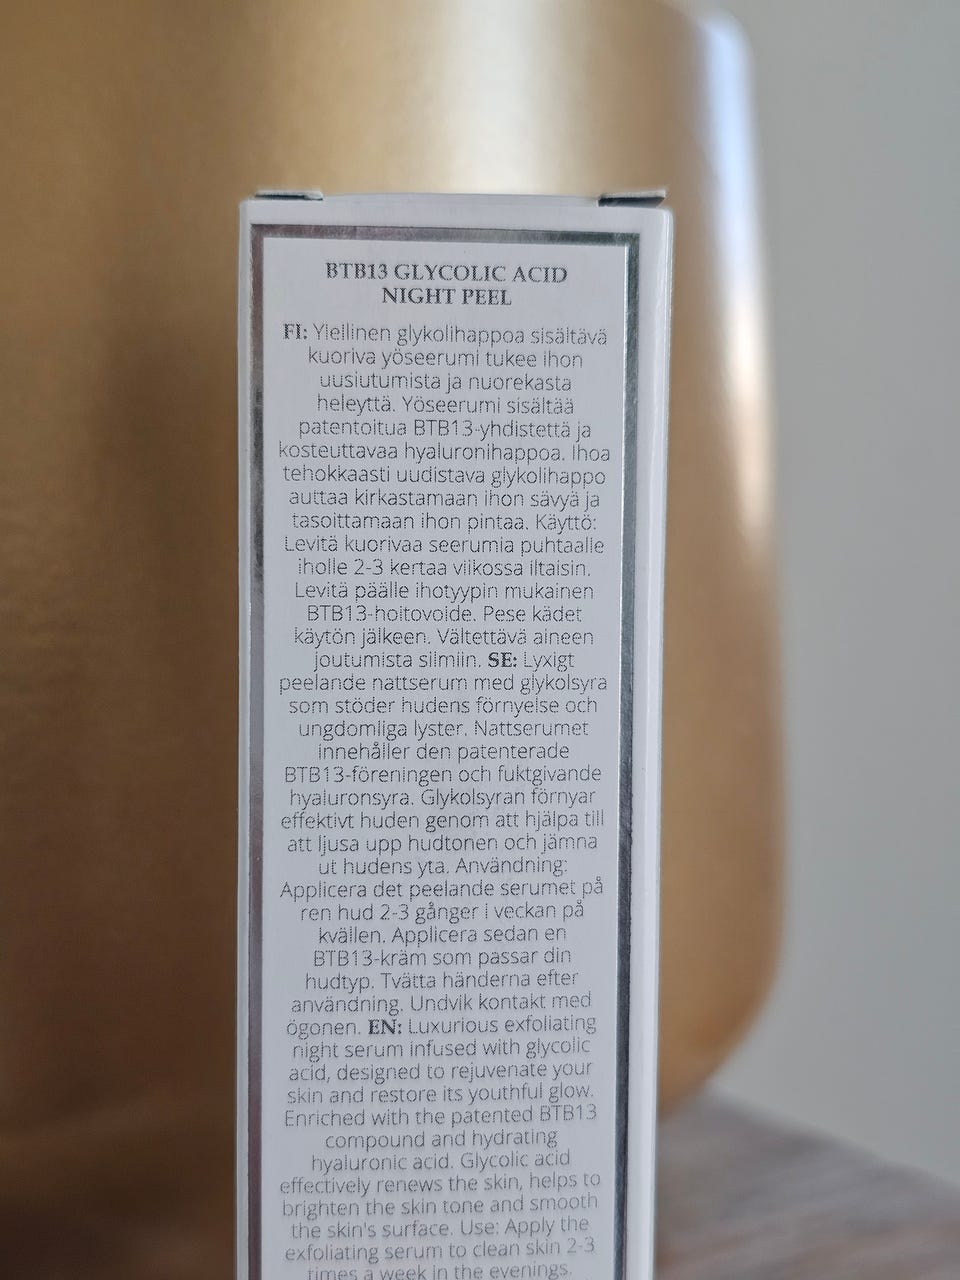 BTB13 GLYCOLIC ACID
NIGHT PEEL
FI: Ylellinen glykolihappoa sisältävä
kuoriva yöseerumi tukee ihon
uusiutumista ja nuorekasta
heleyttä. Yöseerumi sisältää
patentoitua BTB13-yhdistettä ja
kosteuttavaa hyaluronihappoa. Ihoa
tehokkaasti uudistava glykolihappo
auttaa kirkastamaan ihon sävyä ja
tasoittamaan ihon pintaa. Käyttö:
Levitä kuorivaa seerumia puhtaalle
iholle 2-3 kertaa viikossa iltaisin.
Levitä päälle ihotyypin mukainen
BTB13-hoitovoide. Pese kädet
käytön jälkeen. Vältettävä aineen
joutumista silmiin. SE: Lyxigt
peelande nattserum med glykolsyra
som stöder hudens förnyelse och
ungdomliga lyster. Nattserumet
innehåller den patenterade
BTB13-föreningen och fuktgivande
hyaluronsyra. Glykolsyran förnyar
effektivt huden genom att hjälpa till
att ljusa upp hudtonen och jämna
ut hudens yta. Användning:
Applicera det peelande serumet på
ren hud 2-3 gånger i veckan på
kvällen. Applicera sedan en
BTB13-kräm som passar din
hudtyp. Tvätta händerna efter
användning. Undvik kontakt med
ögonen. EN: Luxurious exfoliating
night serum infused with glycolic
acid, designed to rejuvenate your
skin and restore its youthful glow.
Enriched with the patented BTB13
compound and hydrating
hyaluronic acid. Glycolic acid
effectively renews the skin, helps to
brighten the skin tone and smooth
the skin's surface. Use: Apply the
exfoliating serum to clean skin 2-3
times a week in the evenings.